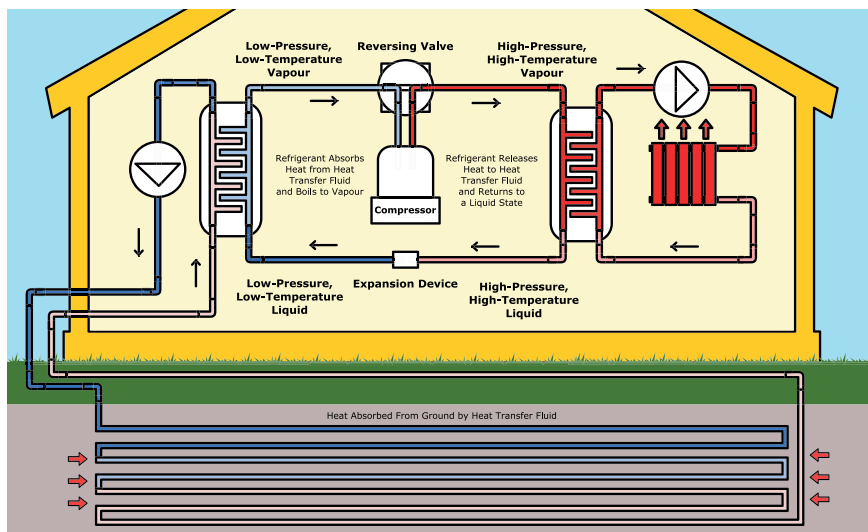 Low-Pressure,
Low-Temperature
Vapour
Reversing Valve
High-Pressure,
High-Temperature
Vapour
Refrigerant Absorbs
Heat from Heat
Transfer Fluid
and Boils to Vapour
Refrigerant Releases
Heat to Heat
Transfer Fluid
and Returns to
a Liquid State
Compressor
Low-Pressure,
Low-Temperature
Liquid
Expansion Device
High-Pressure,
High-Temperature
Liquid
Heat Absorbed From Ground by Heat Transfer Fluid